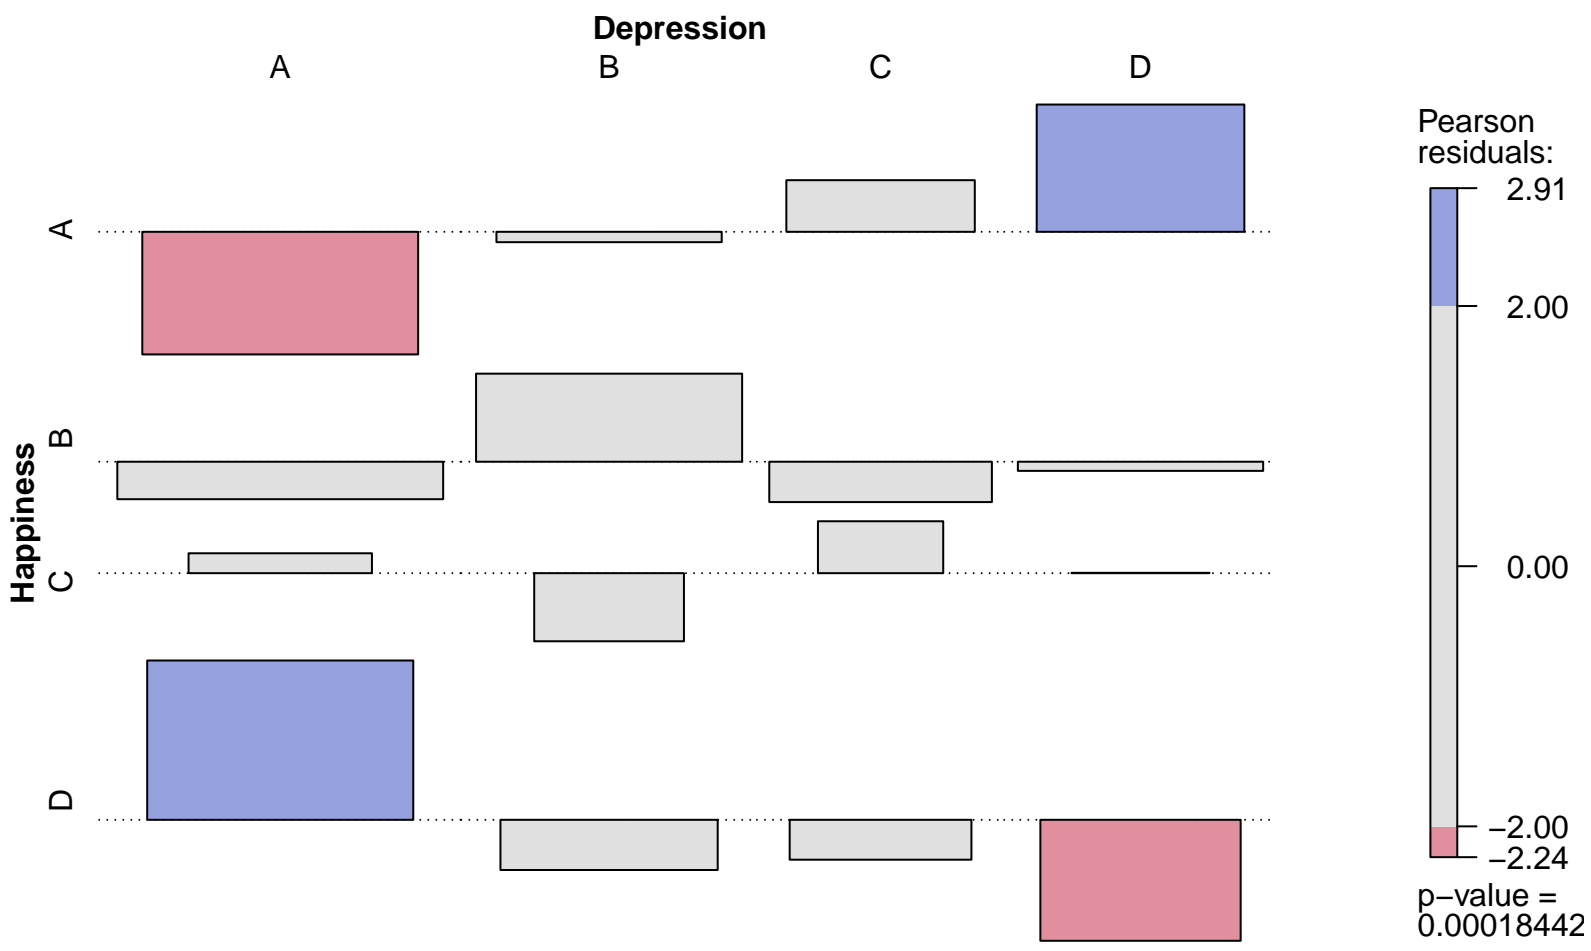 Depression
A B C D
Happiness
A
B
C
D
Pearson
residuals:
2.91
2.00
0.00
−2.00
−2.24
p−value =
0.00018442